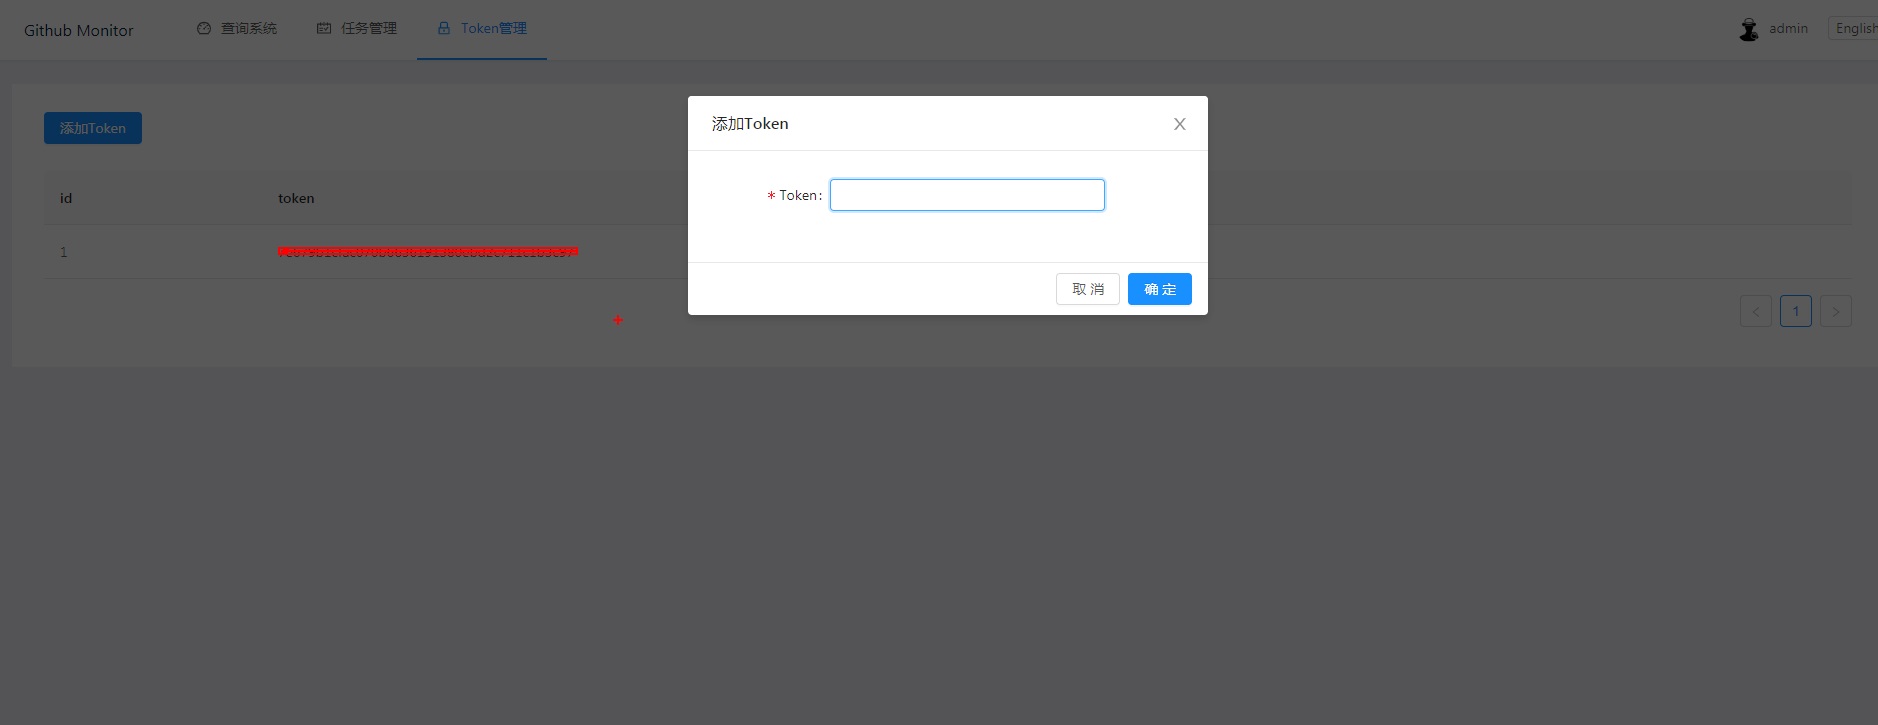 Github Monitor
查询系统
任务管理
Token管理
admin
English
添加Token
添加Token
* Token:
id
token
1
取 消
确 定
< 1 >